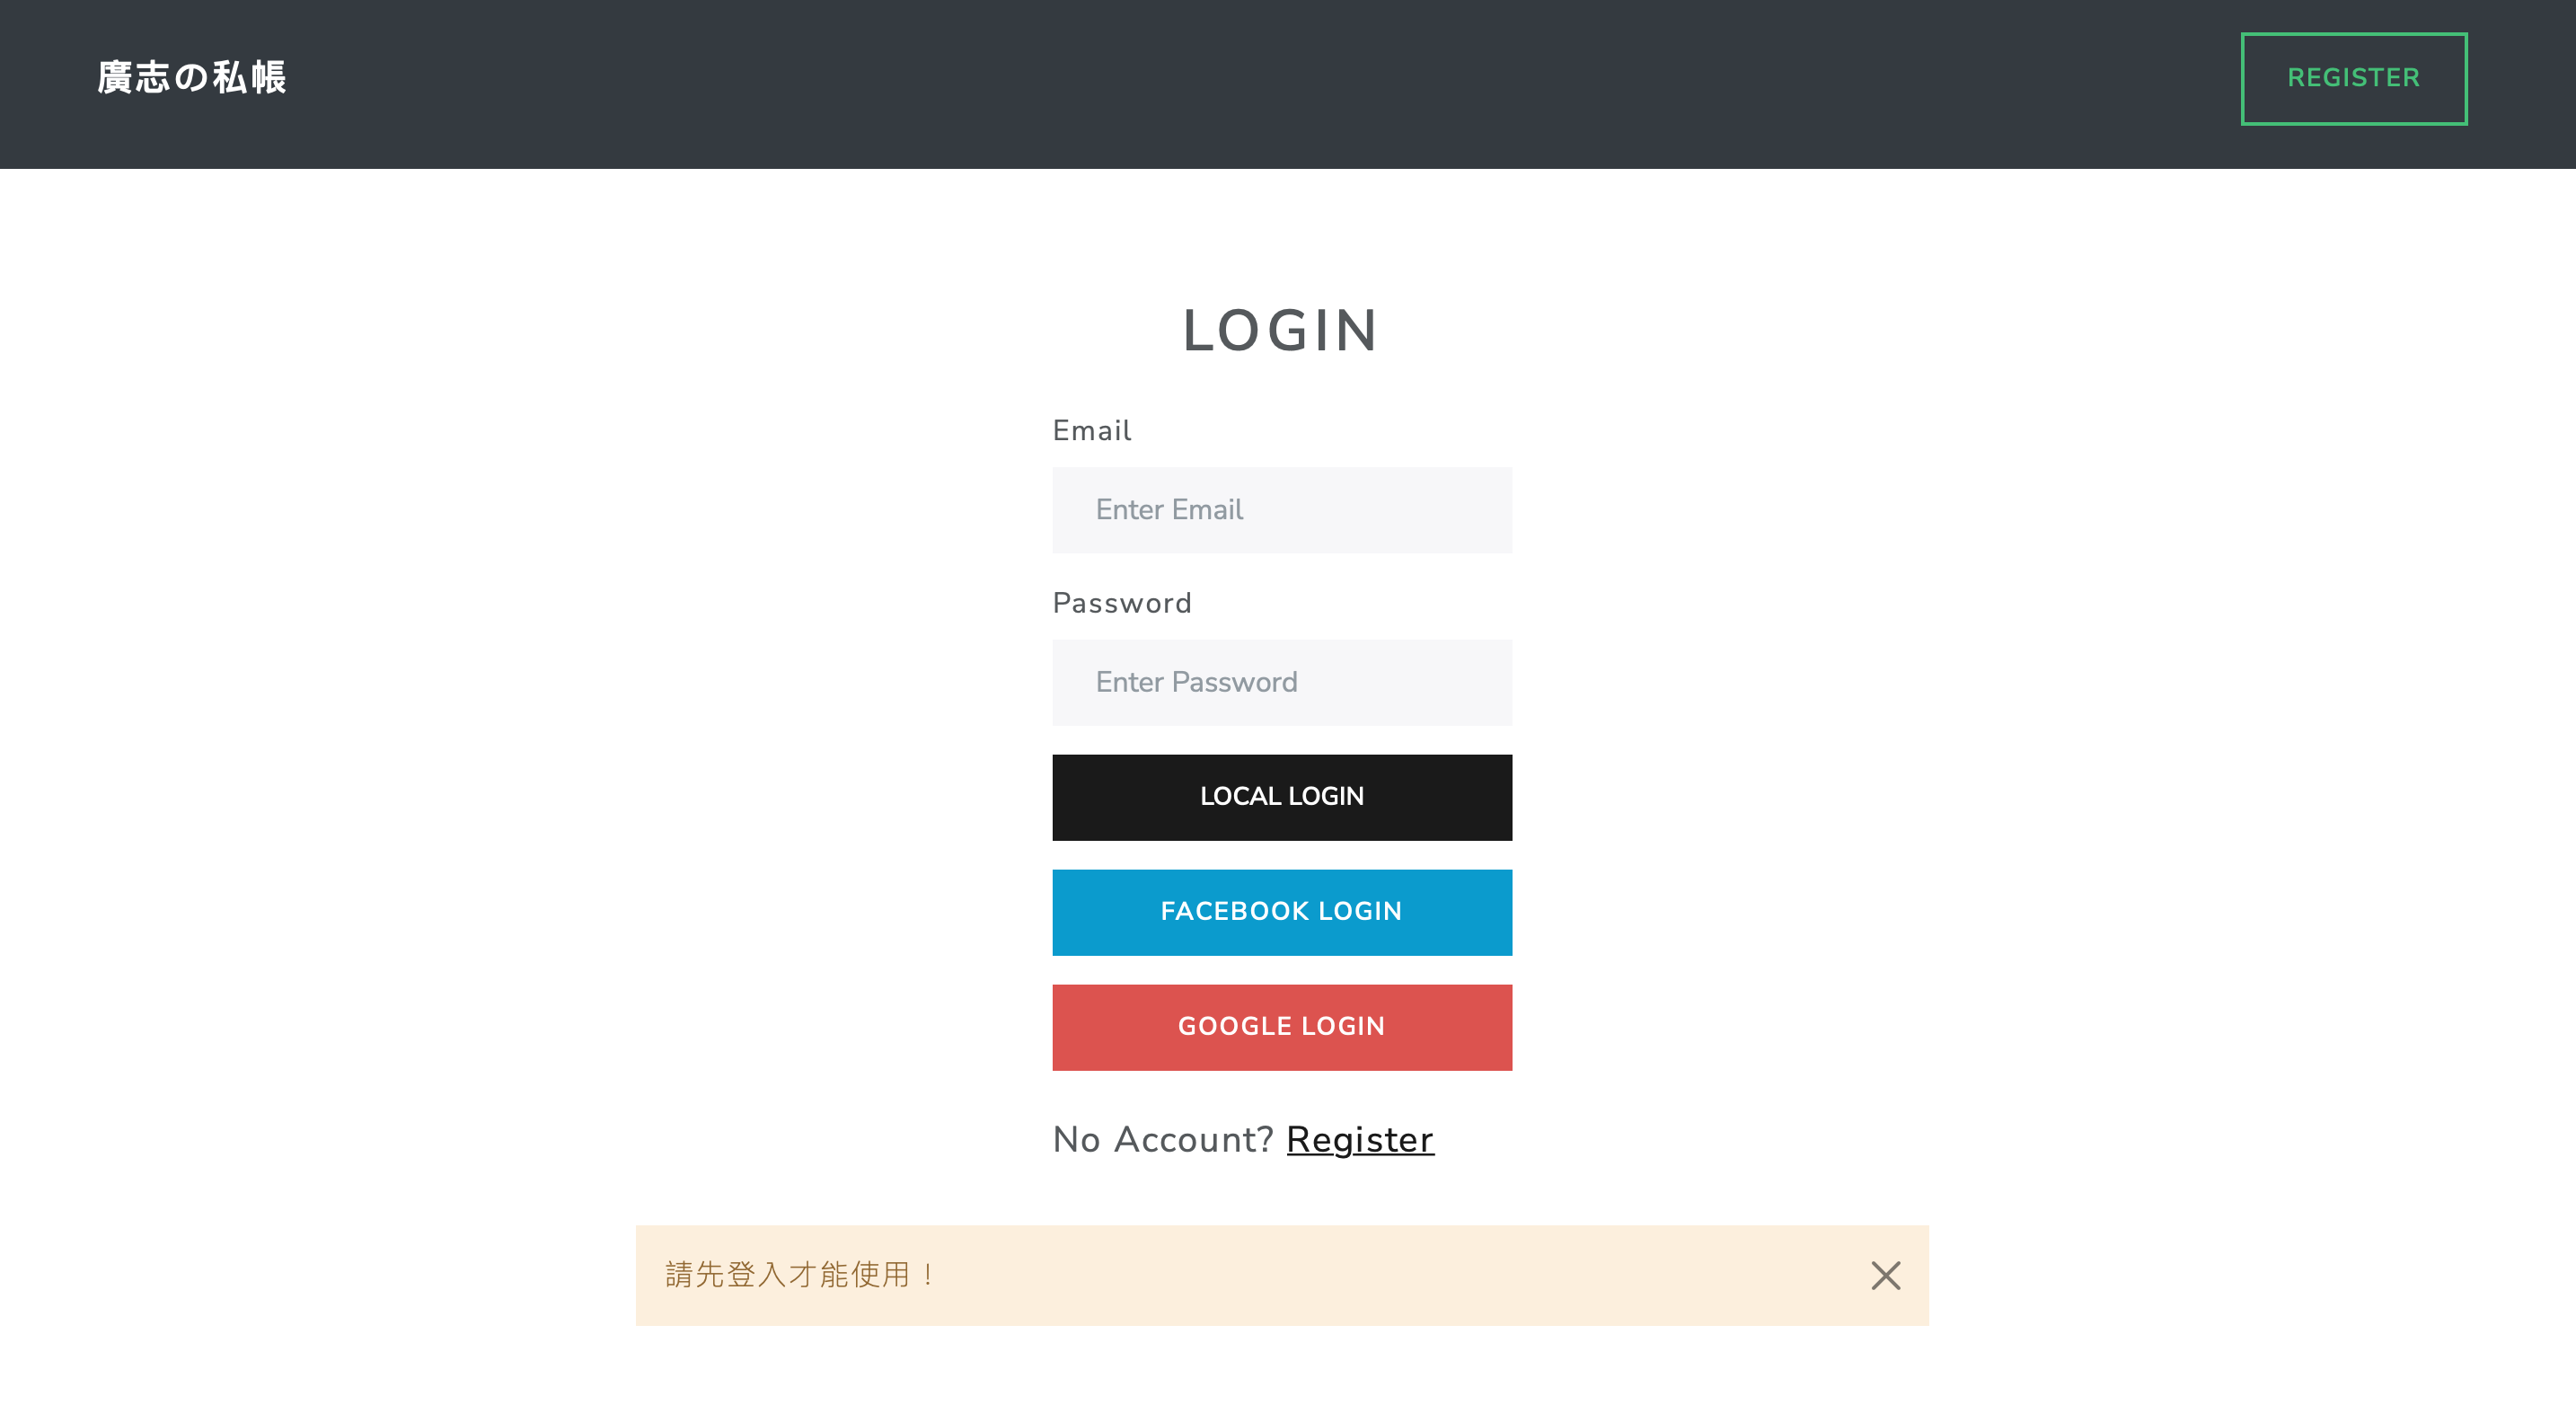 廣志の私帳
REGISTER
LOGIN
Email
Enter Email
Password
Enter Password
LOCAL LOGIN
FACEBOOK LOGIN
GOOGLE LOGIN
No Account? Register
請先登入才能使用！